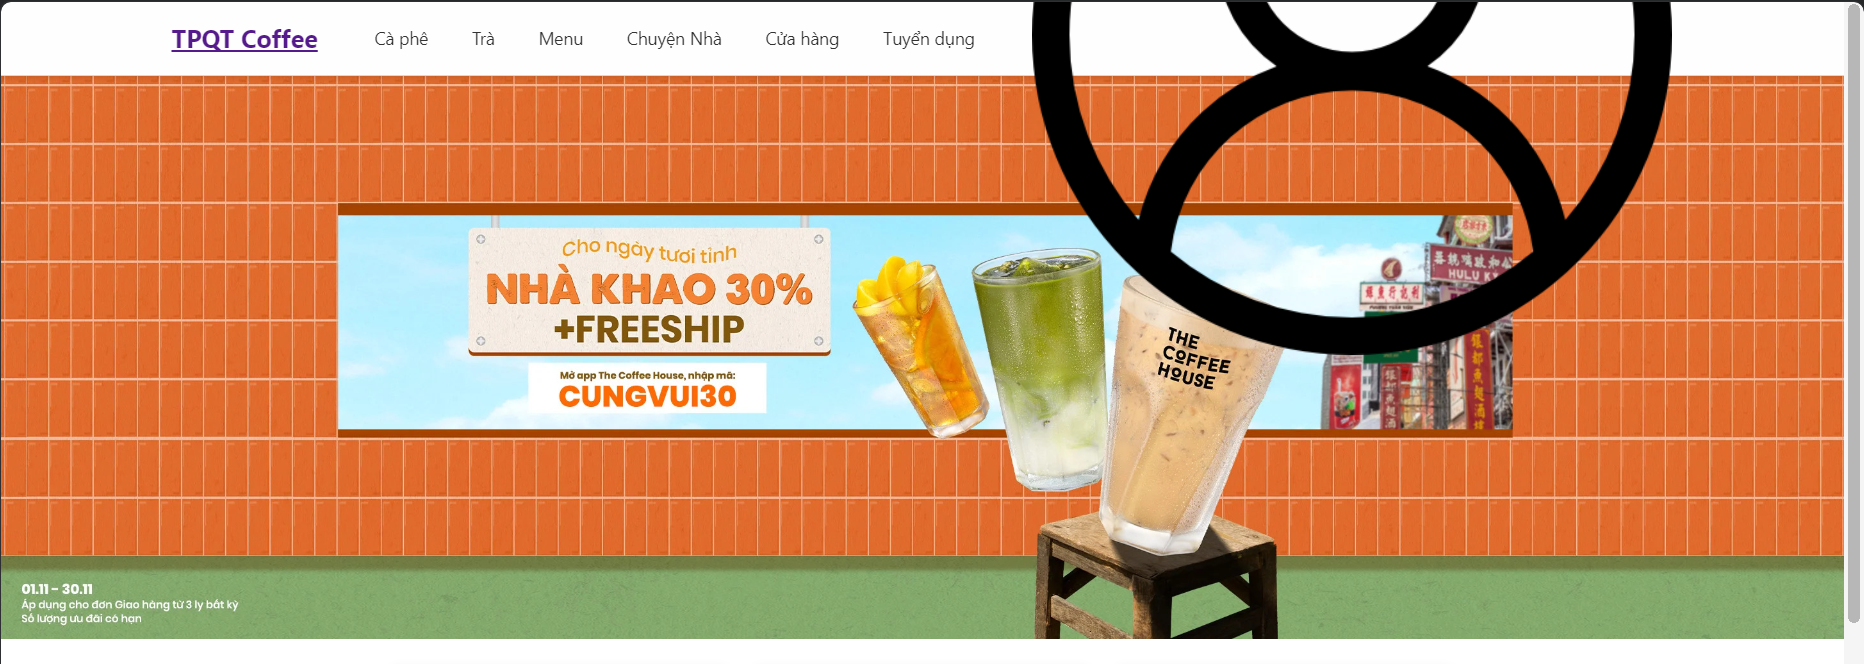 TPQT Coffee
Cà phê
Trà
Menu
Chuyện Nhà
Cửa hàng
Tuyển dụng
Cho ngày tươi tỉnh
NHÀ KHAO 30%
+FREESHIP
Mở app The Coffee House, nhập mã:
CUNGVUI30
THE
COFFEE
HOUSE
HULU
01.11 - 30.11
Áp dụng cho đơn Giao hàng từ 3 ly bất kỳ
Số lượng ưu đãi có hạn